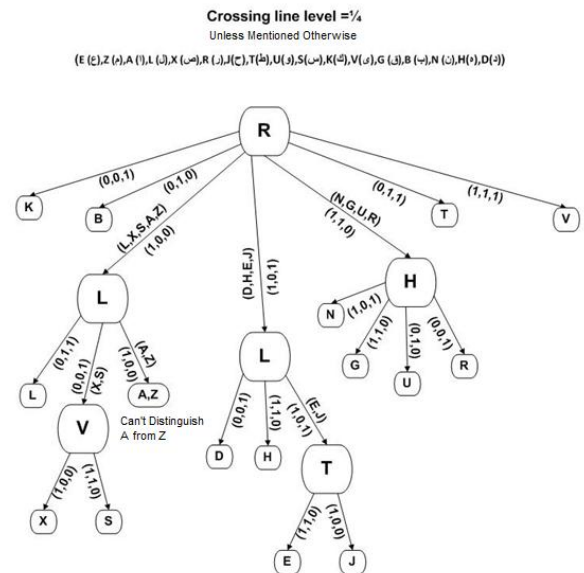 Crossing line level =¼
Unless Mentioned Otherwise
(E (ع),Z (م),A (ا),L (ل),X (ص),R (ر),J(ح),T(ط),U(و),S(س),K(ك),V(ى),G (ق),B (ب),N (ن),H(ه),D(د))
R
(0,0,1)
(0,1,0)
(L,X,S,A,Z)
(1,0,0)
(D,H,E,J)
(1,0,1)
(N,G,U,R)
(1,1,0)
(0,1,1)
(1,1,1)
K
B
T
V
L
L
H
(0,1,1)
(0,0,1)
(X,S)
(A,Z)
(1,0,0)
(1,0,1)
(1,1,0)
(0,1,0)
(0,0,1)
N
G
U
R
L
A,Z
Can't Distinguish
A from Z
(0,0,1)
(1,1,0)
(E,J)
(1,0,1)
V
D
H
T
(1,0,0)
(1,1,0)
X
S
(1,1,0)
(1,0,0)
E
J